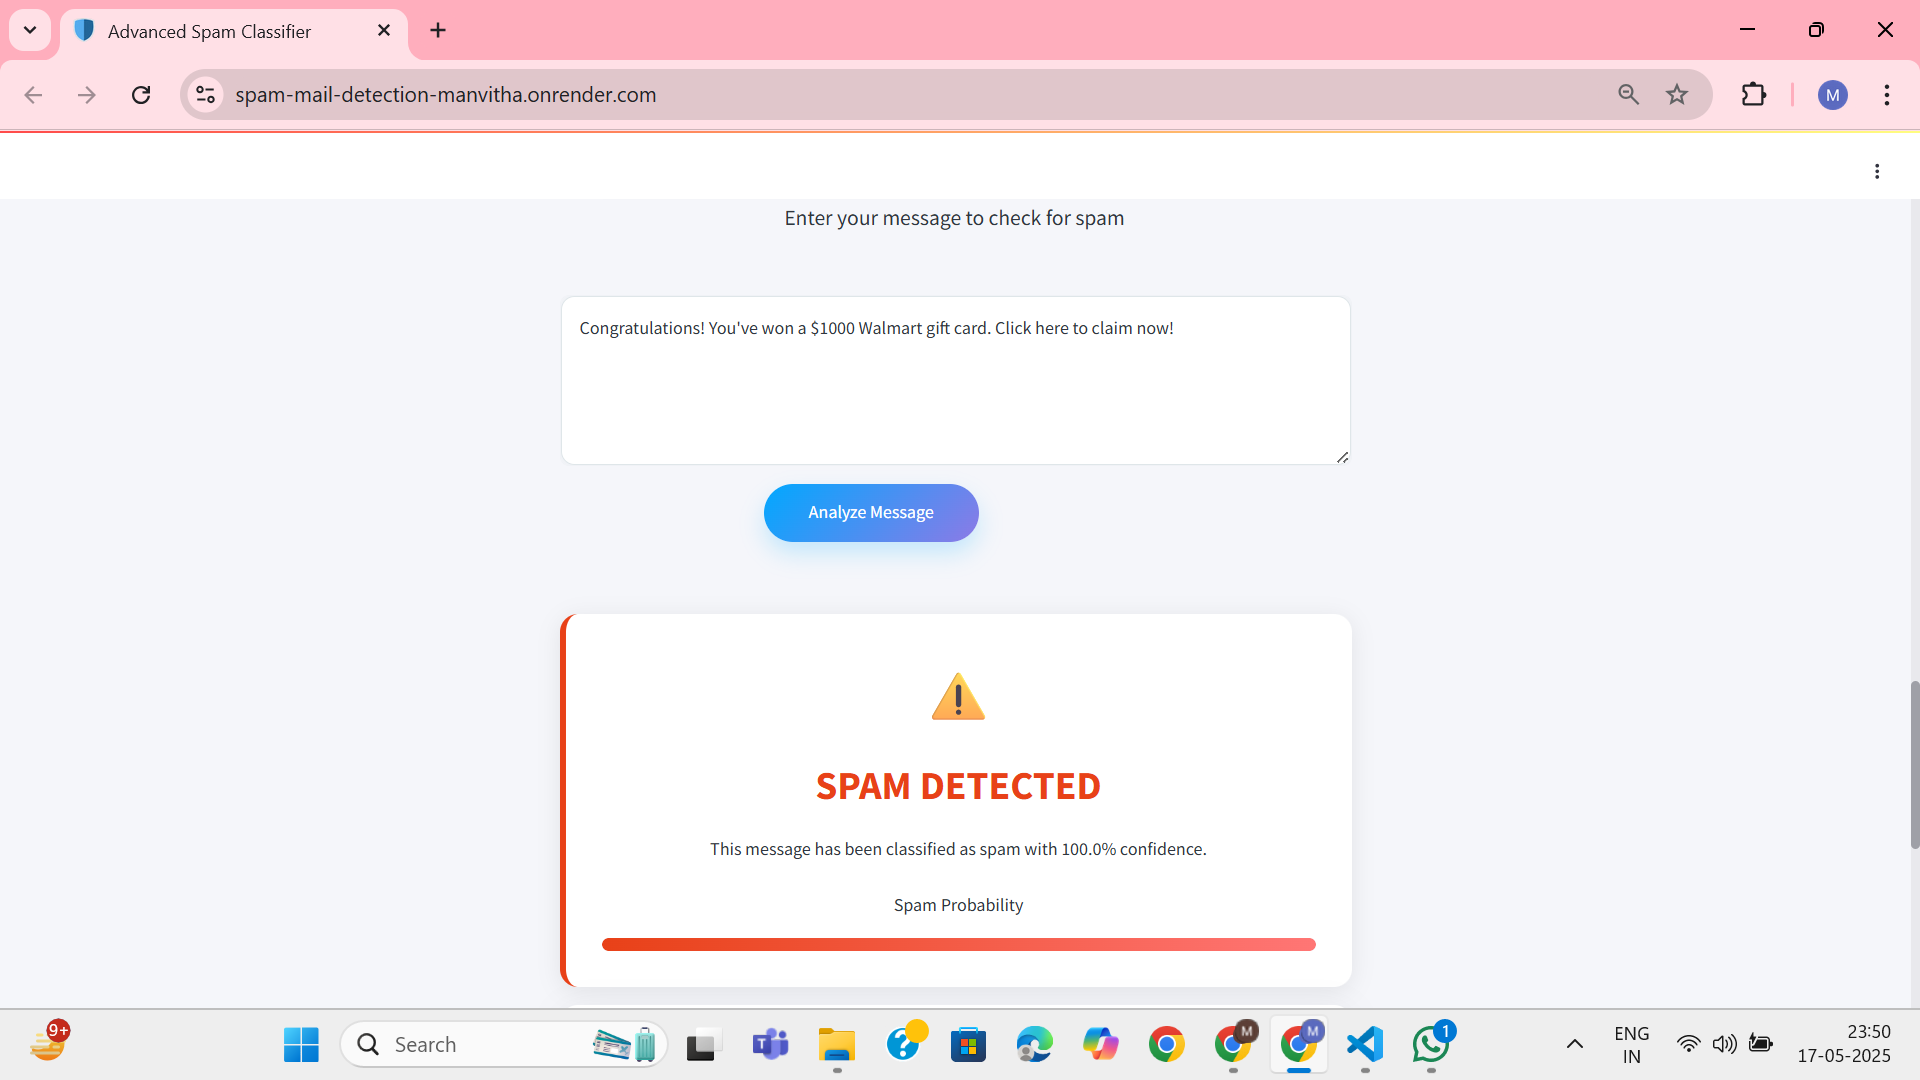 Advanced Spam Classifier
spam-mail-detection-manvitha.onrender.com
M
Enter your message to check for spam
Congratulations! You've won a $1000 Walmart gift card. Click here to claim now!
Analyze Message
SPAM DETECTED
This message has been classified as spam with 100.0% confidence.
Spam Probability
9+
Search
T
?
M
M
1
ENG
IN
23:50
17-05-2025